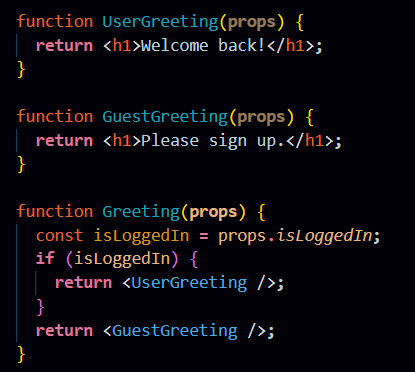 function UserGreeting(props) {
  return <h1>Welcome back!</h1>;
}

function GuestGreeting(props) {
  return <h1>Please sign up.</h1>;
}

function Greeting(props) {
  const isLoggedIn = props.isLoggedIn;
  if (isLoggedIn) {
    return <UserGreeting />;
  }
  return <GuestGreeting />;
}